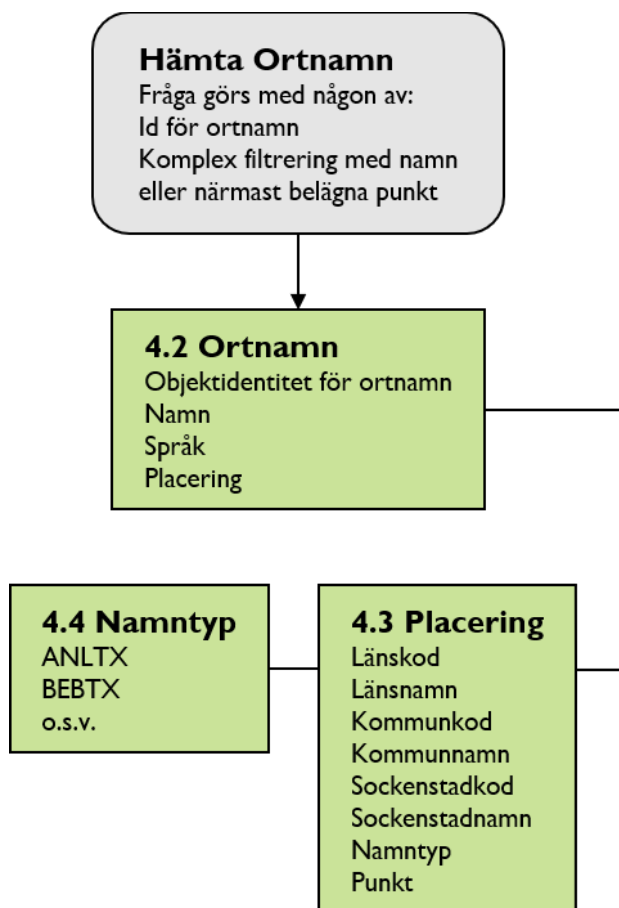 Hämta Ortnamn
Fråga görs med någon av:
Id för ortnamn
Komplex filtrering med namn
eller närmast belägna punkt
4.2 Ortnamn
Objektidentitet för ortnamn
Namn
Språk
Placering
4.4 Namntyp
ANLTX
BEBTX
o.s.v.
4.3 Placering
Länskod
Länsnamn
Kommunkod
Kommunnamn
Sockenstadkod
Sockenstadnamn
Namntyp
Punkt